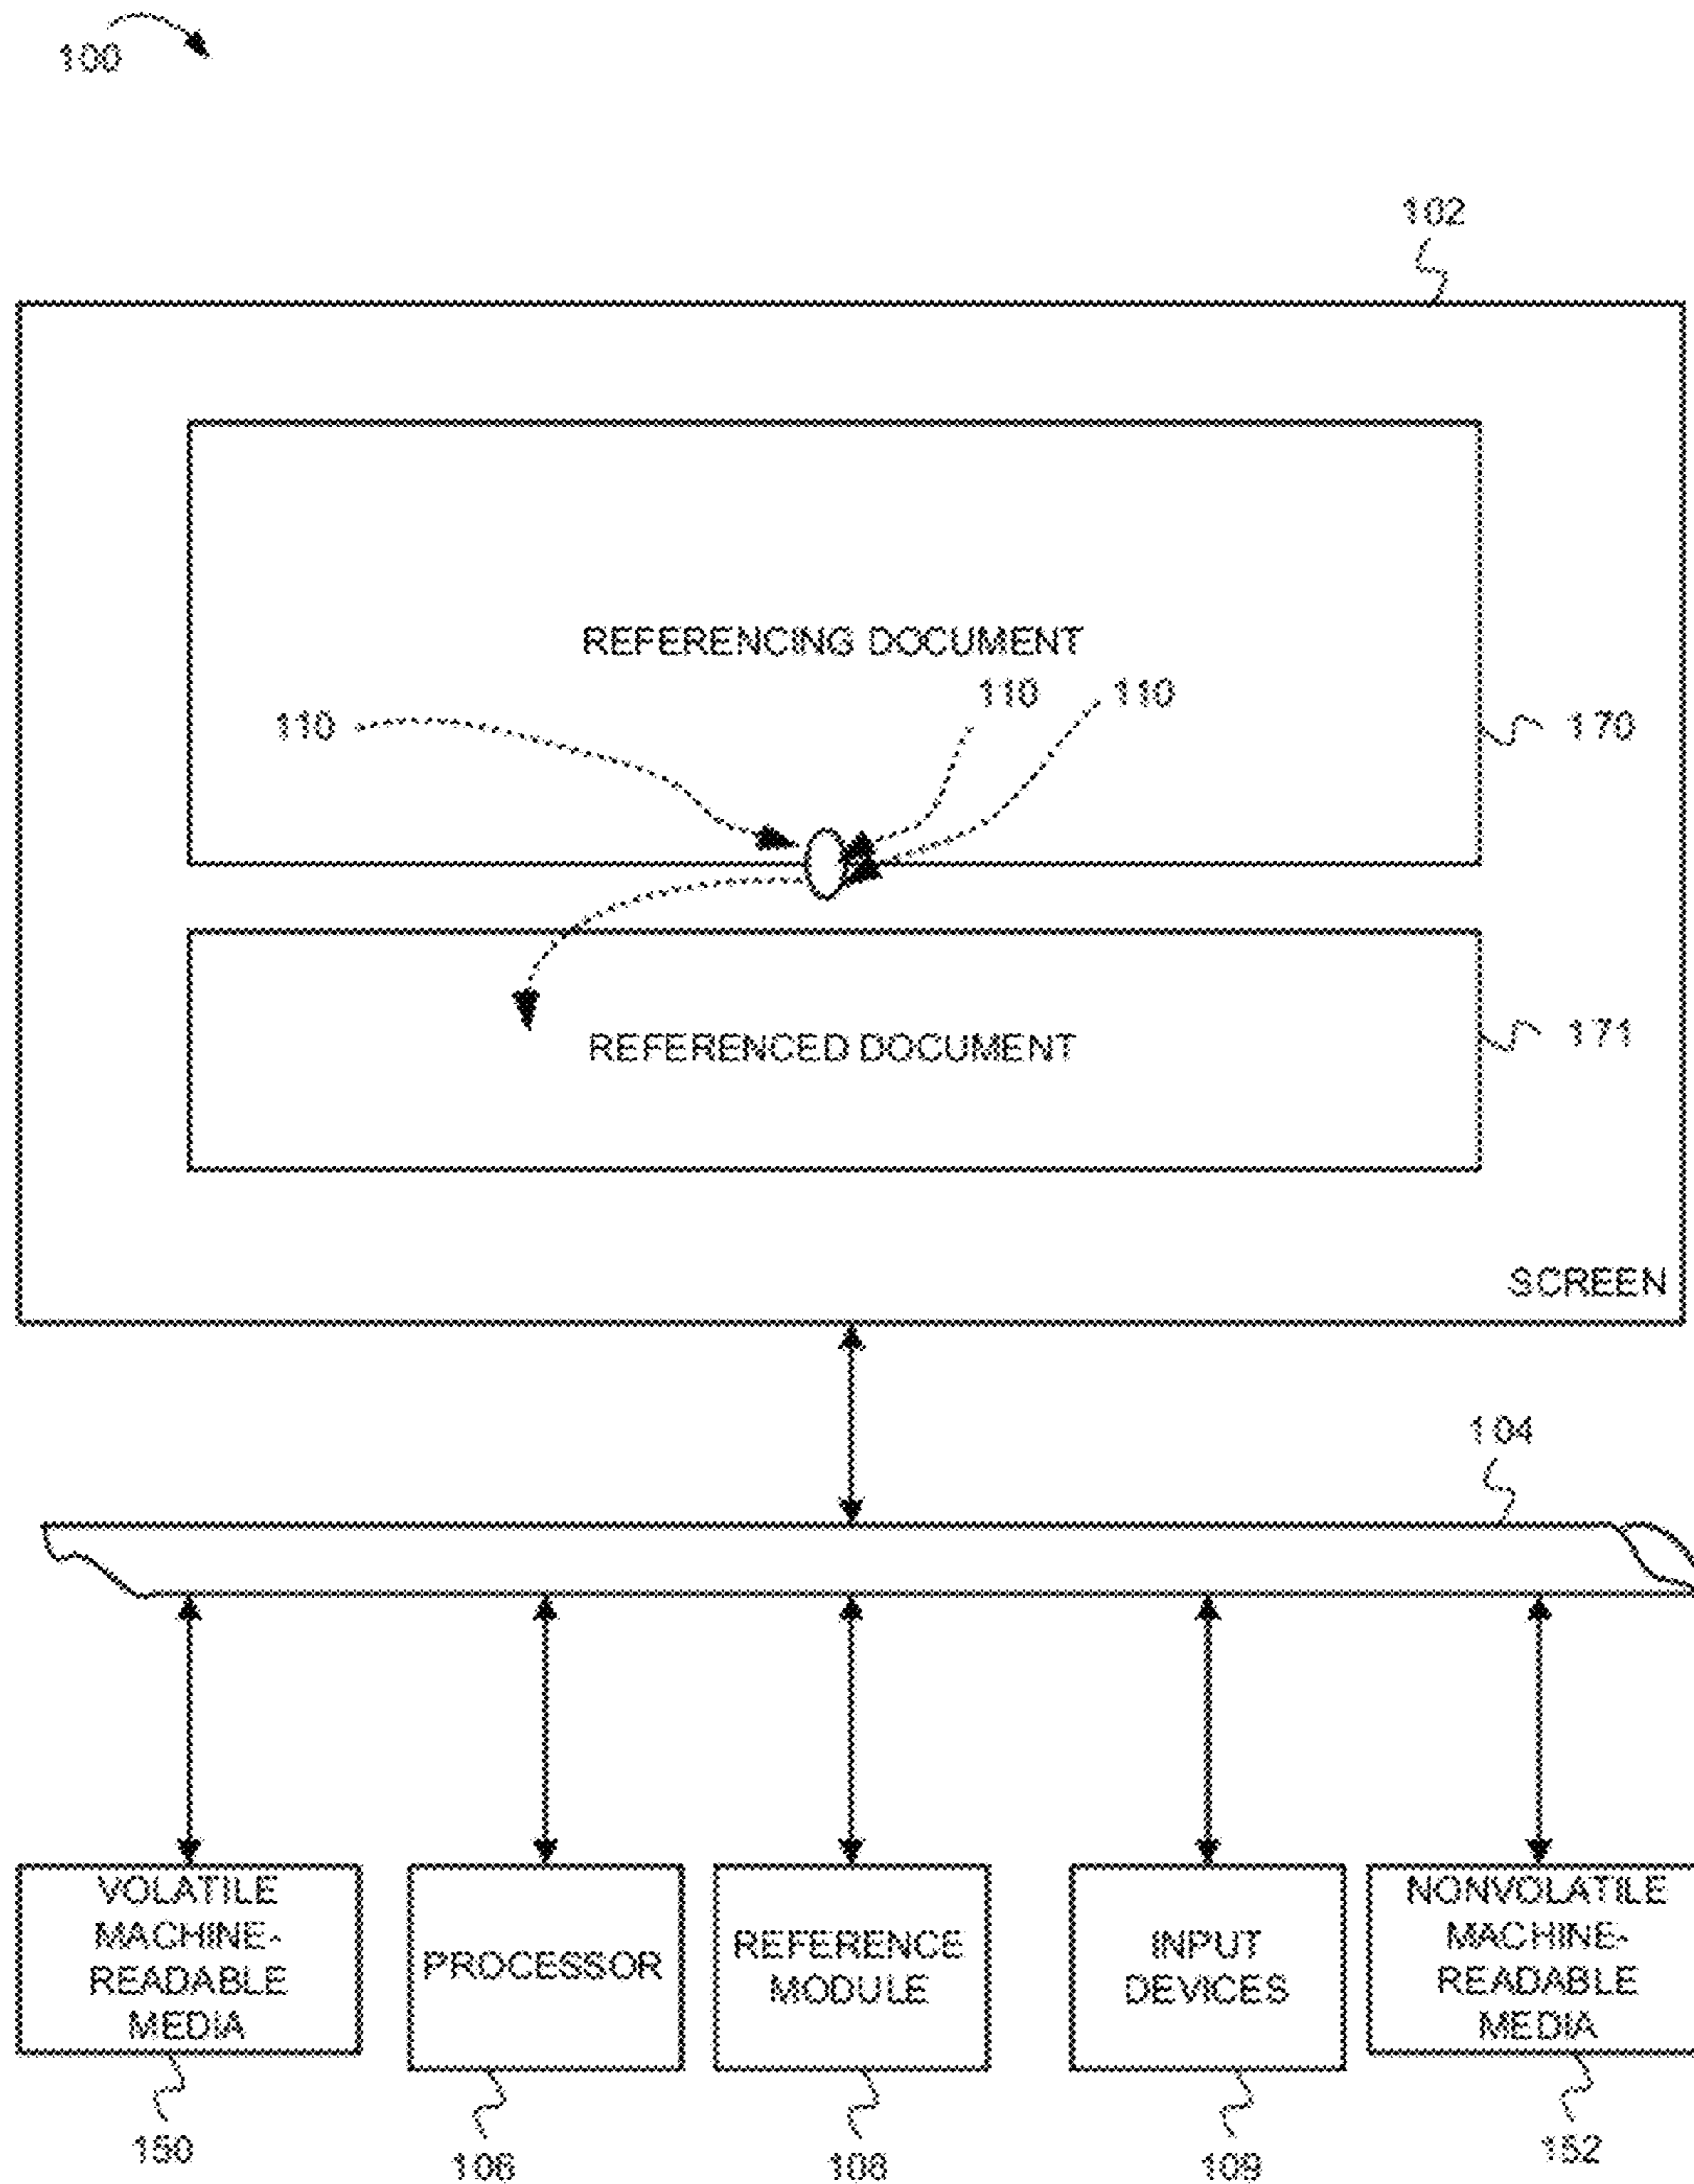 100
102
REFERENCING DOCUMENT
110
110
110
170
REFERENCED DOCUMENT
171
SCREEN
104
VOLATILE
MACHINE-
READABLE
MEDIA
PROCESSOR
REFERENCE
MODULE
INPUT
DEVICES
NONVOLATILE
MACHINE-
READABLE
MEDIA
150
106
108
109
152